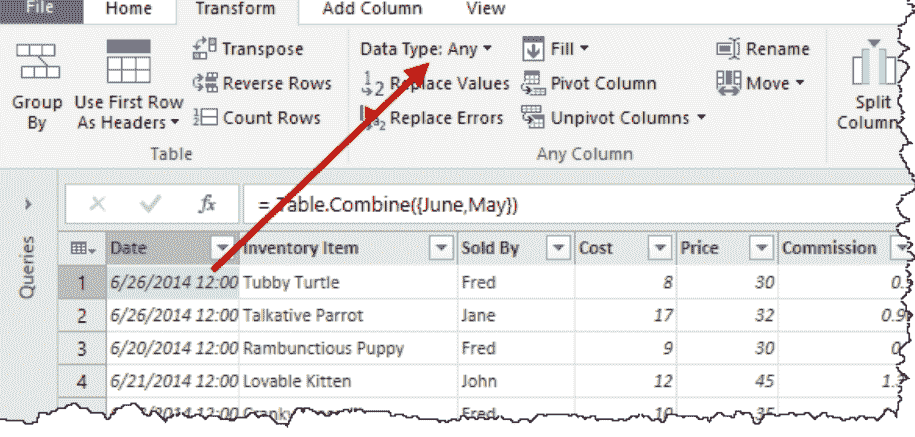 File Home Transform Add Column View
Transpose Data Type: Any Fill Rename
Reverse Rows Replace Values Pivot Column Move
Group Use First Row Split
By As Headers Count Rows Replace Errors Unpivot Columns Column
Table Any Column
= Table.Combine({June,May})
Queries
Date Inventory Item Sold By Cost Price Commission
1 6/26/2014 12:00 Tubby Turtle Fred 8 30
2 6/26/2014 12:00 Talkative Parrot Jane 17 32
3 6/20/2014 12:00 Rambunctious Puppy Fred 9 30
4 6/21/2014 12:00 Lovable Kitten John 12 45